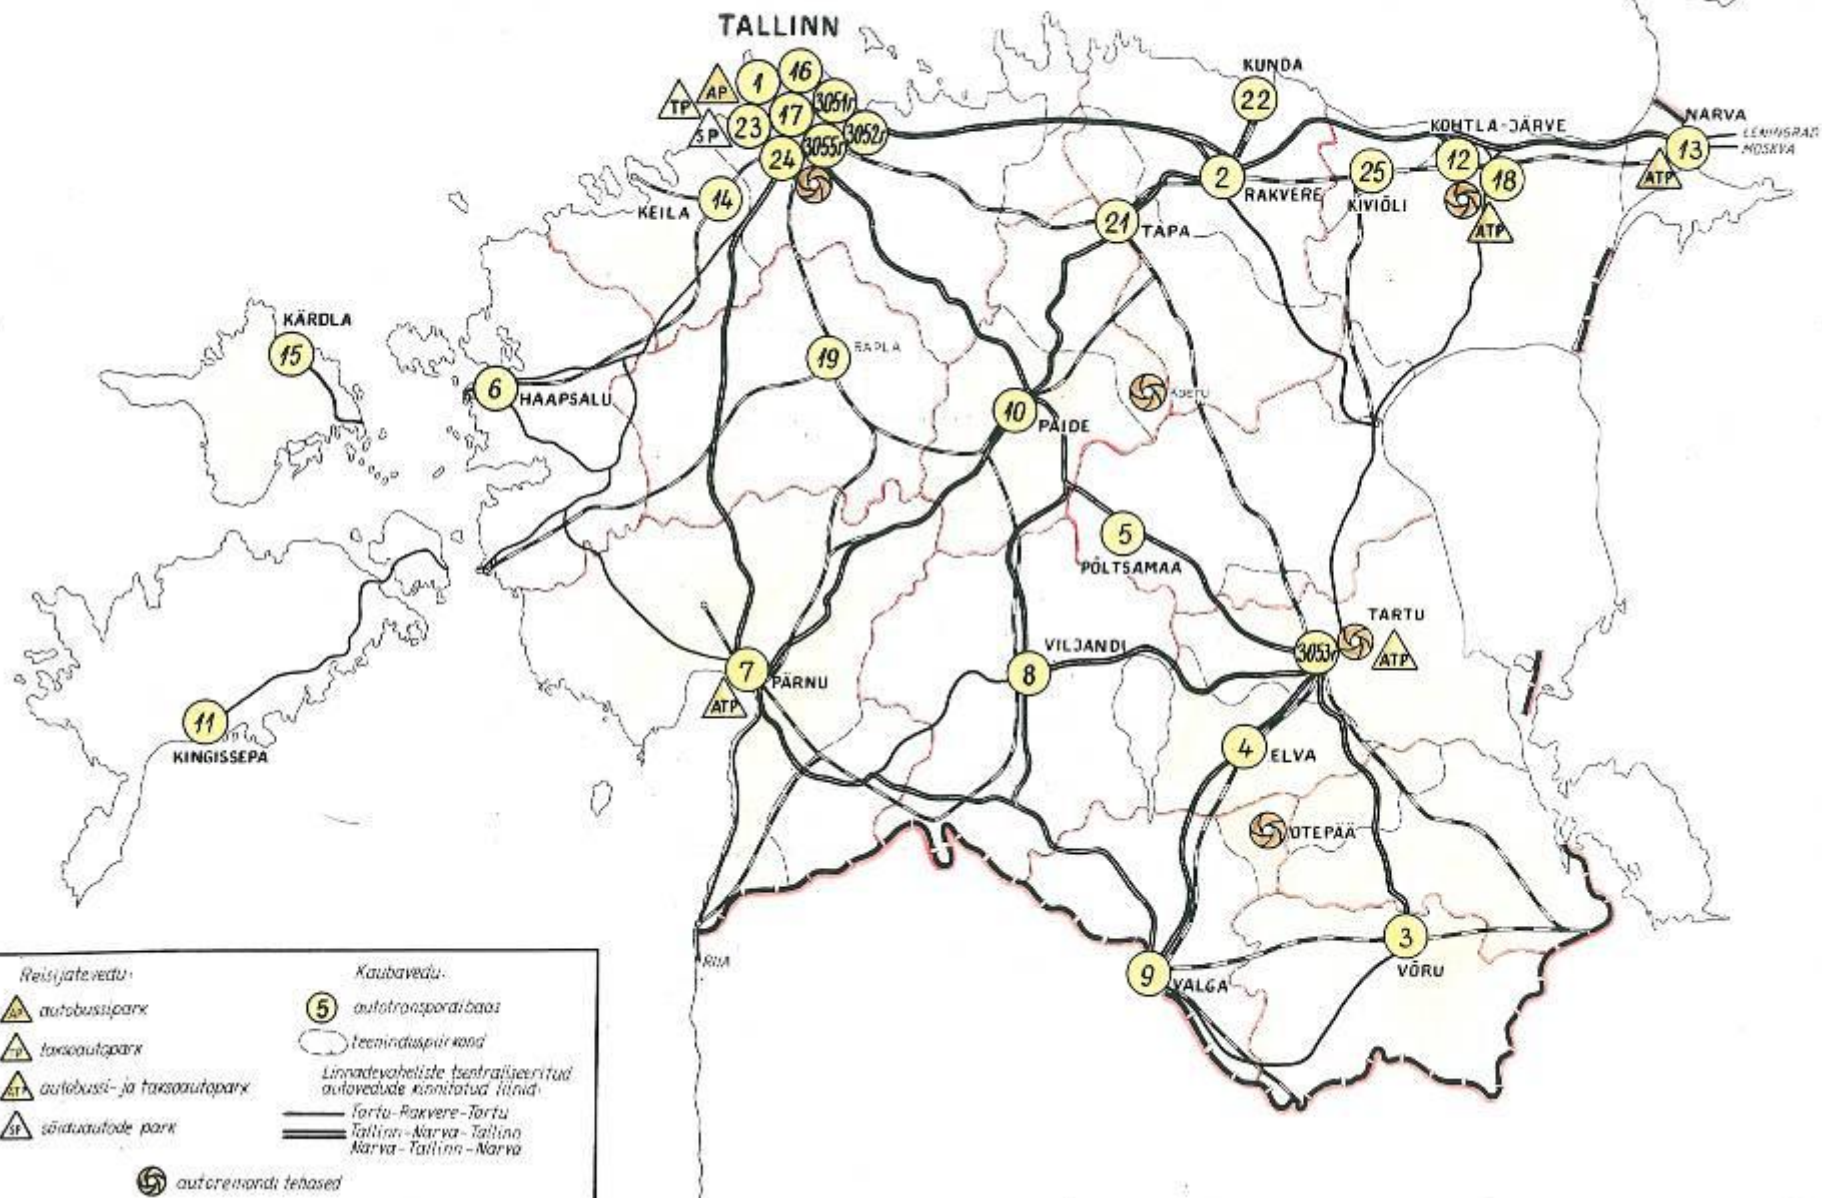 TALLINN
1
16
AP
TP
3051г
17
23
3052г
SP
3055г
24
14
KEILA
KUNDA
22
NARVA
LENINGRAD
MOSKVA
13
ATP
KOHTLA-JÄRVE
12
18
ATP
25
KIVIÕLI
2
RAKVERE
21
TAPA
KÄRDLA
15
6
HAAPSALU
19
RAPLA
10
PAIDE
5
PÕLTSAMAA
TARTU
3053г
ATP
VILJANDI
8
7
PÄRNU
ATP
11
KINGISSEPA
4
ELVA
OTEPÄÄ
3
VÕRU
9
VALGA
RIIA
Reisijatevedu:
AP autobussipark
TP taksoautopark
ATP autobussi- ja taksoautopark
SP sõiduautode park
Kaubavedu:
5 autotranspordibaas
teeninduspiirkond
Linnadevaheliste tsentraliseeritud
autovedude kinnitatud liinid:
Tartu-Rakvere-Tartu
Tallinn-Narva-Tallinn
Narva-Tallinn-Narva
autoremondi tehased